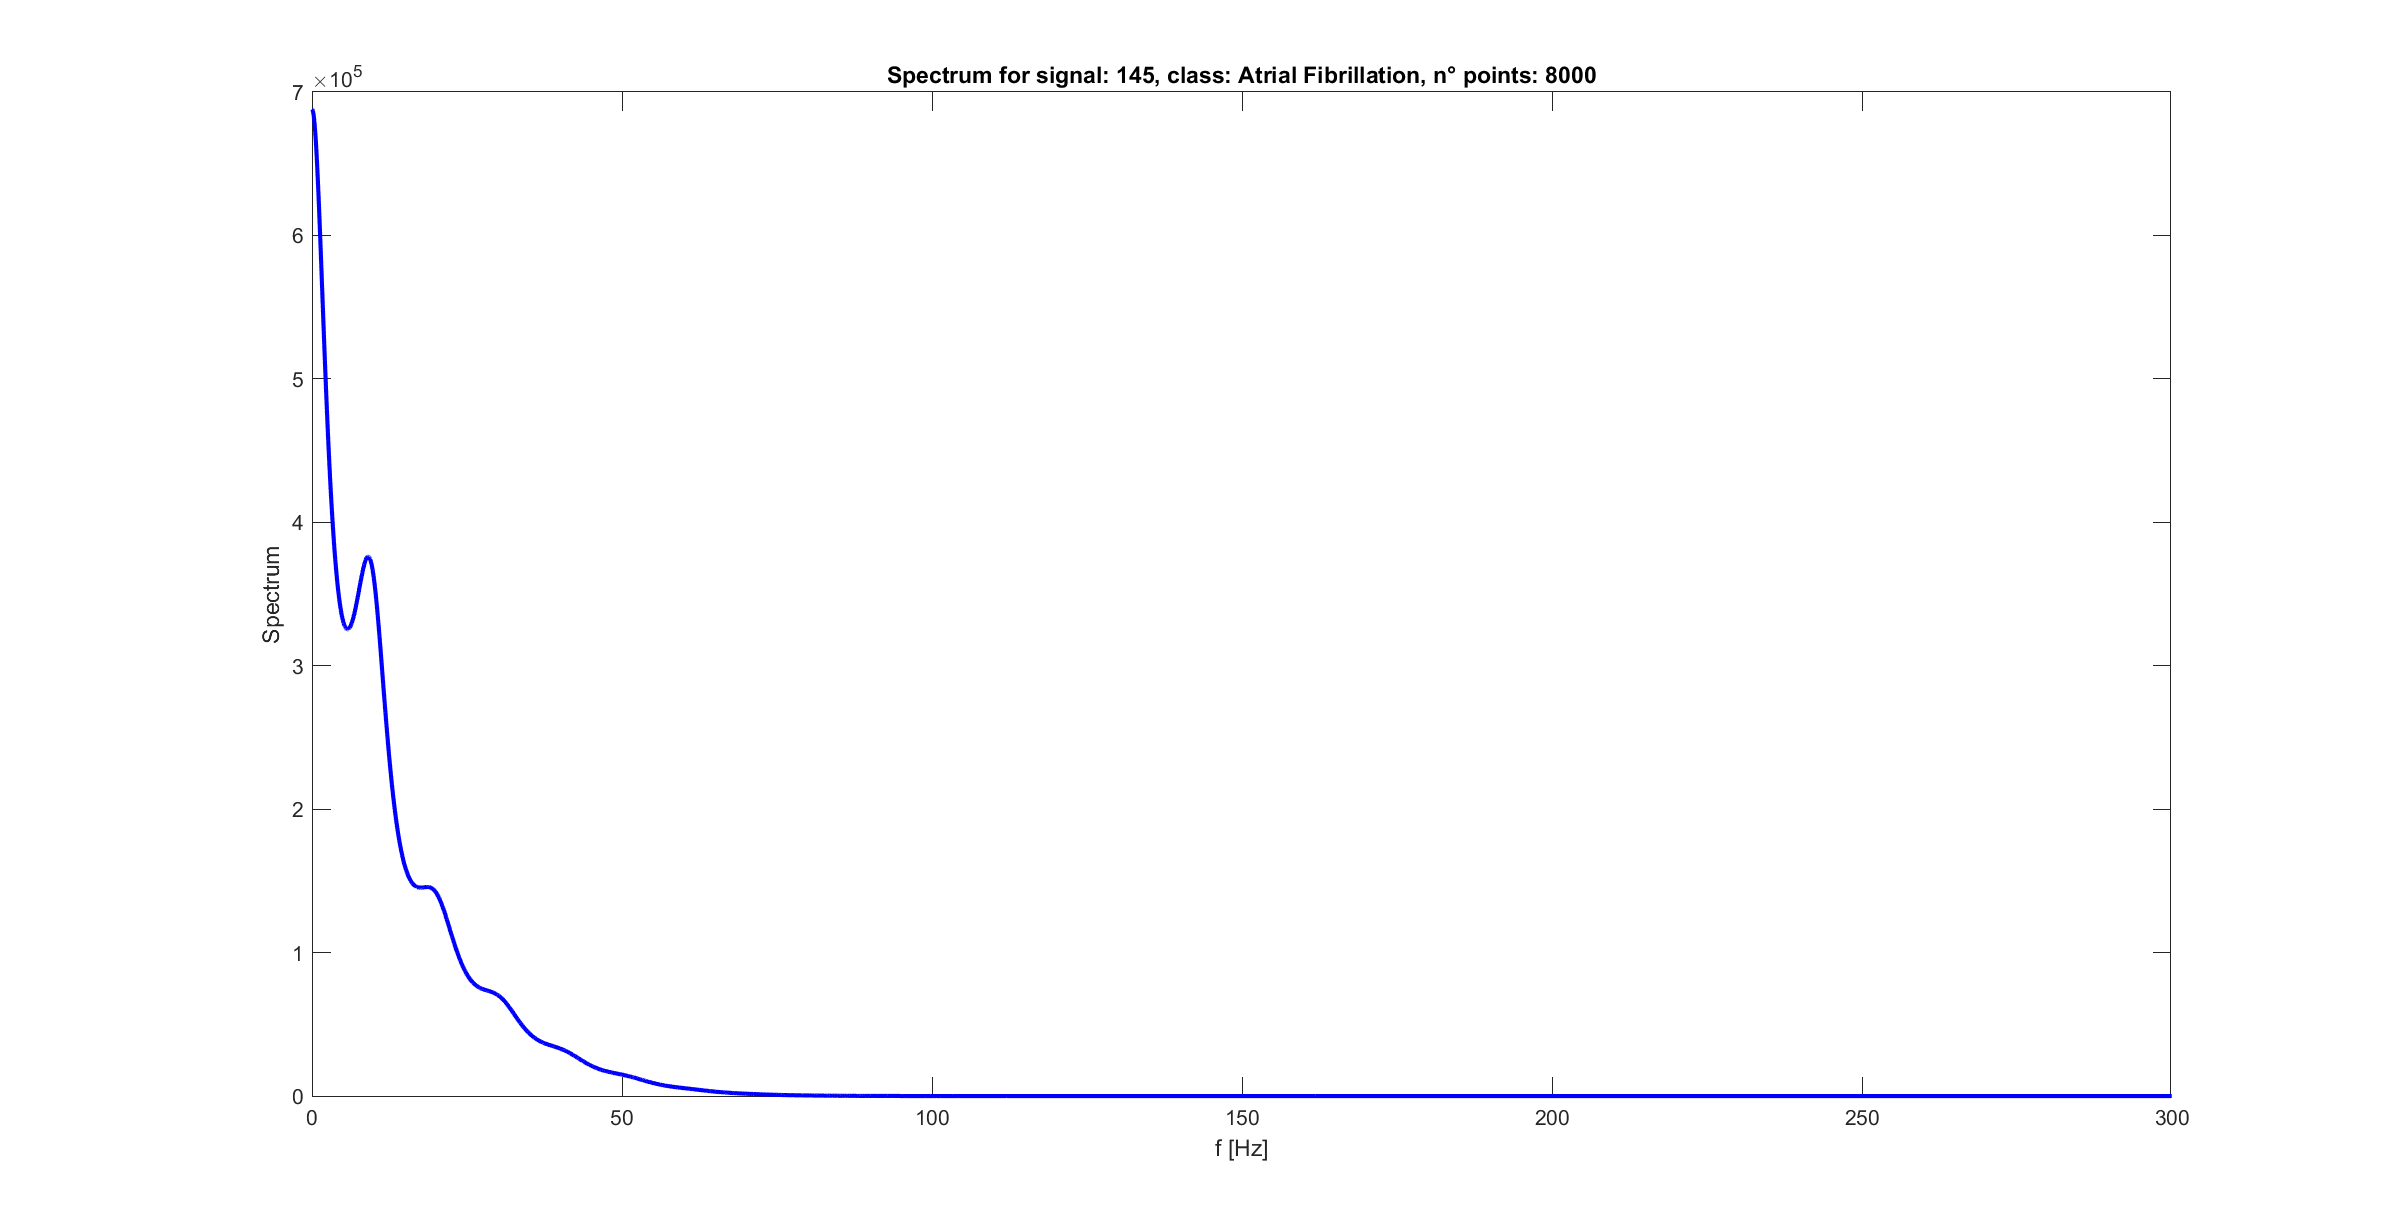 Spectrum for signal: 145, class: Atrial Fibrillation, n° points: 8000
×10^5
7
6
5
4
3
2
1
0
Spectrum
0 50 100 150 200 250 300
f [Hz]